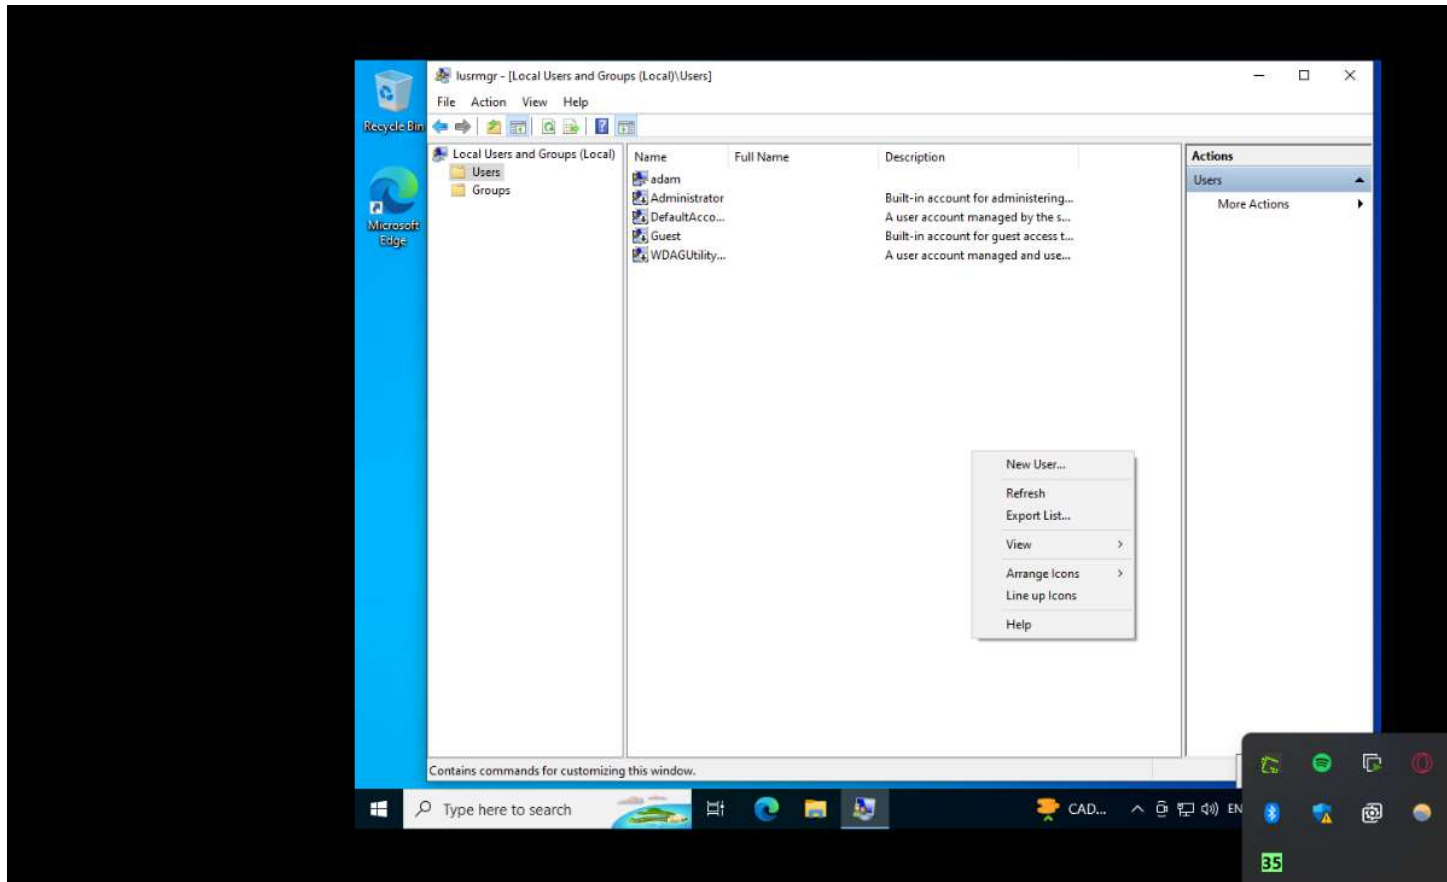 lusrmgr - [Local Users and Groups (Local)\Users]
File Action View Help
Recycle Bin
Microsoft
Edge
Local Users and Groups (Local)
Users
Groups
Name Full Name Description
adam
Administrator Built-in account for administering...
DefaultAcco... A user account managed by the s...
Guest Built-in account for guest access t...
WDAGUtility... A user account managed and use...
Actions
Users
More Actions
New User...
Refresh
Export List...
View
Arrange Icons
Line up Icons
Help
Contains commands for customizing this window.
Type here to search
CAD...
EN
35